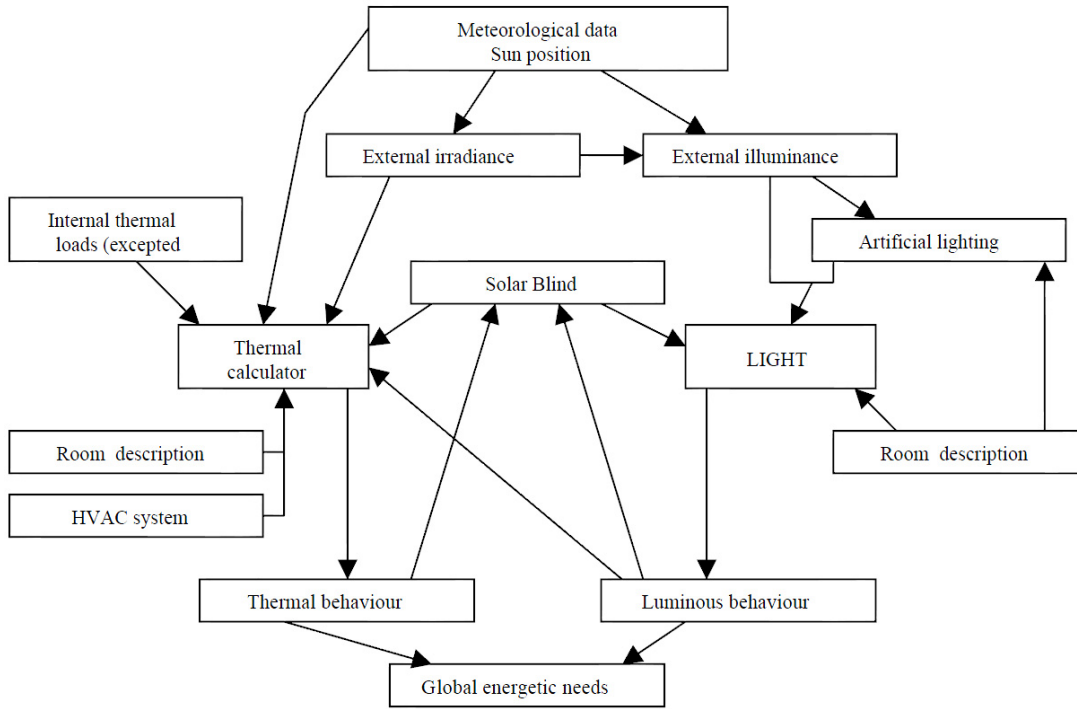 Meteorological data
Sun position
External irradiance
External illuminance
Internal thermal
loads (excepted
Artificial lighting
Solar Blind
Thermal
calculator
LIGHT
Room description
Room description
HVAC system
Thermal behaviour
Luminous behaviour
Global energetic needs